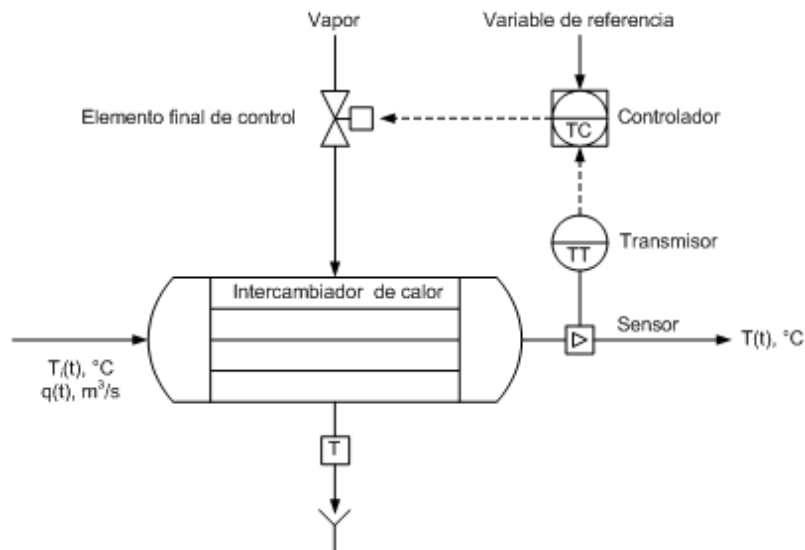 Vapor
Variable de referencia
Elemento final de control
TC
Controlador
TT
Transmisor
Intercambiador de calor
Sensor
T(t), °C
Tᵢ(t), °C
q(t), m³/s
T